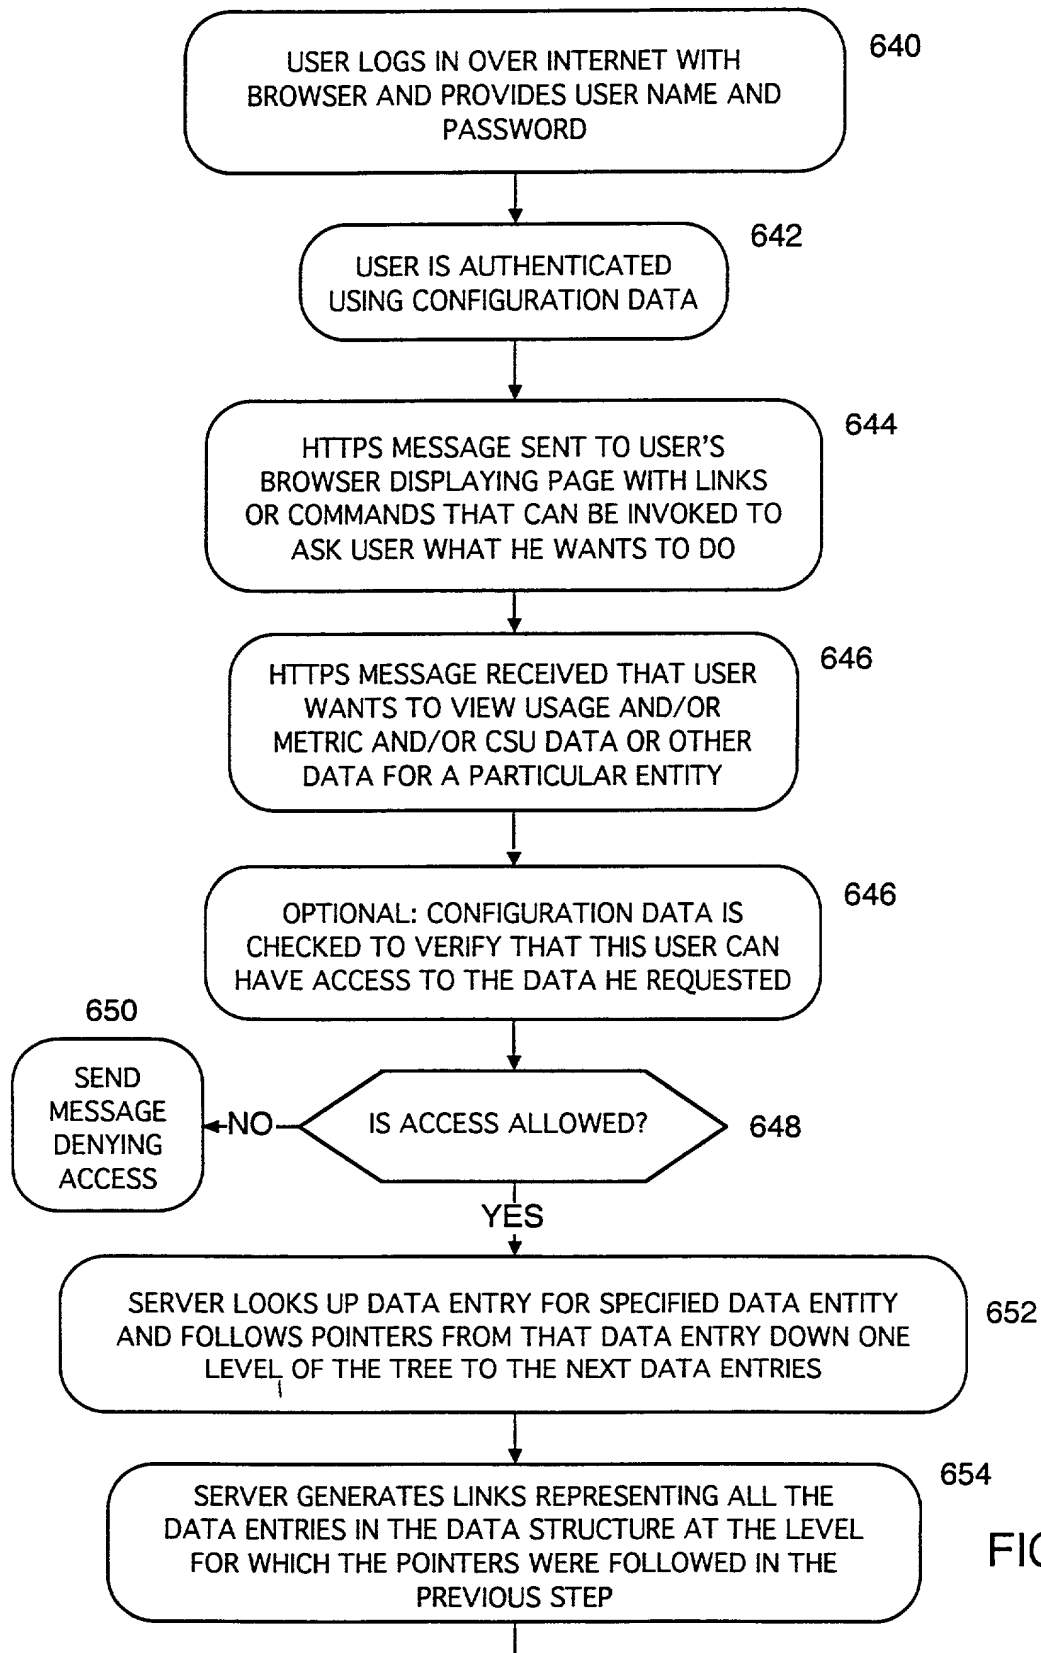 640
USER LOGS IN OVER INTERNET WITH
BROWSER AND PROVIDES USER NAME AND
PASSWORD
642
USER IS AUTHENTICATED
USING CONFIGURATION DATA
644
HTTPS MESSAGE SENT TO USER'S
BROWSER DISPLAYING PAGE WITH LINKS
OR COMMANDS THAT CAN BE INVOKED TO
ASK USER WHAT HE WANTS TO DO
646
HTTPS MESSAGE RECEIVED THAT USER
WANTS TO VIEW USAGE AND/OR
METRIC AND/OR CSU DATA OR OTHER
DATA FOR A PARTICULAR ENTITY
646
OPTIONAL: CONFIGURATION DATA IS
CHECKED TO VERIFY THAT THIS USER CAN
HAVE ACCESS TO THE DATA HE REQUESTED
650
SEND
MESSAGE
DENYING
ACCESS
NO
IS ACCESS ALLOWED?
648
YES
SERVER LOOKS UP DATA ENTRY FOR SPECIFIED DATA ENTITY
AND FOLLOWS POINTERS FROM THAT DATA ENTRY DOWN ONE
LEVEL OF THE TREE TO THE NEXT DATA ENTRIES
652
654
SERVER GENERATES LINKS REPRESENTING ALL THE
DATA ENTRIES IN THE DATA STRUCTURE AT THE LEVEL
FOR WHICH THE POINTERS WERE FOLLOWED IN THE
PREVIOUS STEP